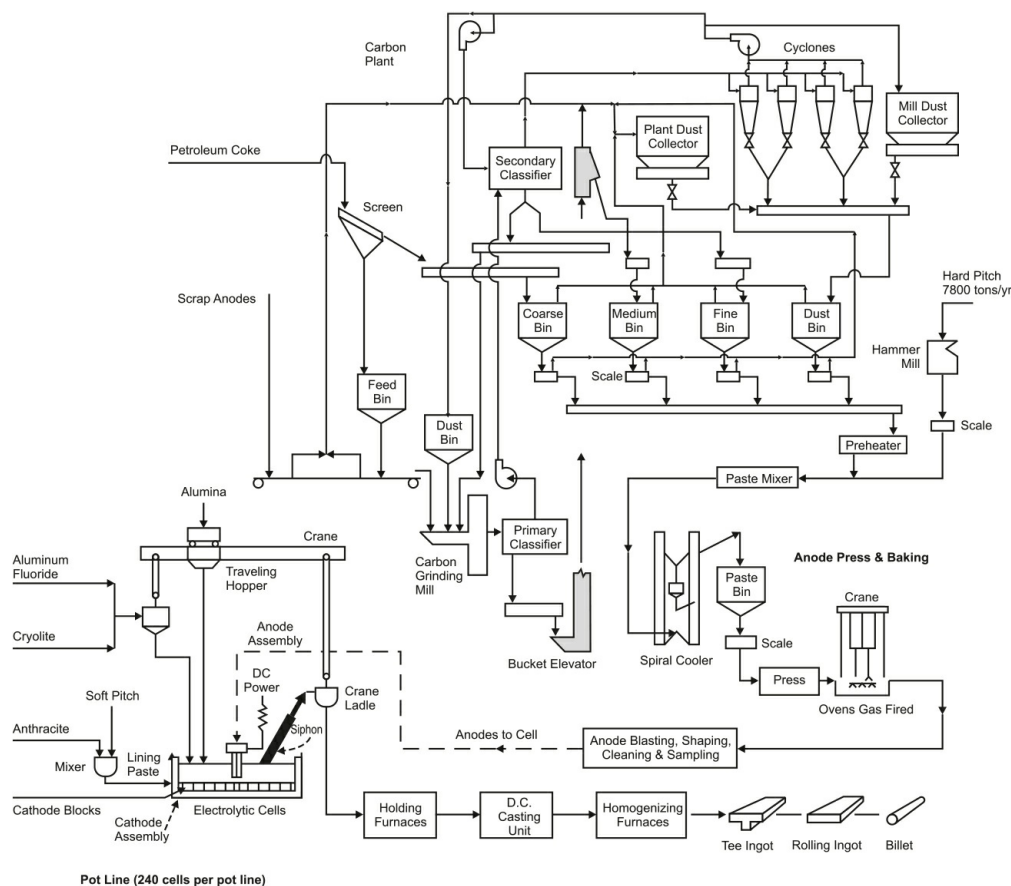 Carbon
Plant
Cyclones
Mill Dust
Collector
Plant Dust
Collector
Petroleum Coke
Secondary
Classifier
Screen
Scrap Anodes
Hard Pitch
7800 tons/yr
Coarse
Bin
Medium
Bin
Fine
Bin
Dust
Bin
Hammer
Mill
Scale
Feed
Bin
Dust
Bin
Scale
Preheater
Paste Mixer
Alumina
Crane
Primary
Classifier
Carbon
Grinding
Mill
Anode Press & Baking
Aluminum
Fluoride
Traveling
Hopper
Paste
Bin
Crane
Cryolite
Anode
Assembly
Bucket Elevator
Spiral Cooler
Scale
DC
Power
Crane
Ladle
Press
Soft Pitch
Siphon
Ovens Gas Fired
Anthracite
Lining
Paste
Anodes to Cell
Anode Blasting, Shaping,
Cleaning & Sampling
Mixer
Cathode Blocks
Electrolytic Cells
Cathode
Assembly
Holding
Furnaces
D.C.
Casting
Unit
Homogenizing
Furnaces
Tee Ingot
Rolling Ingot
Billet
Pot Line (240 cells per pot line)